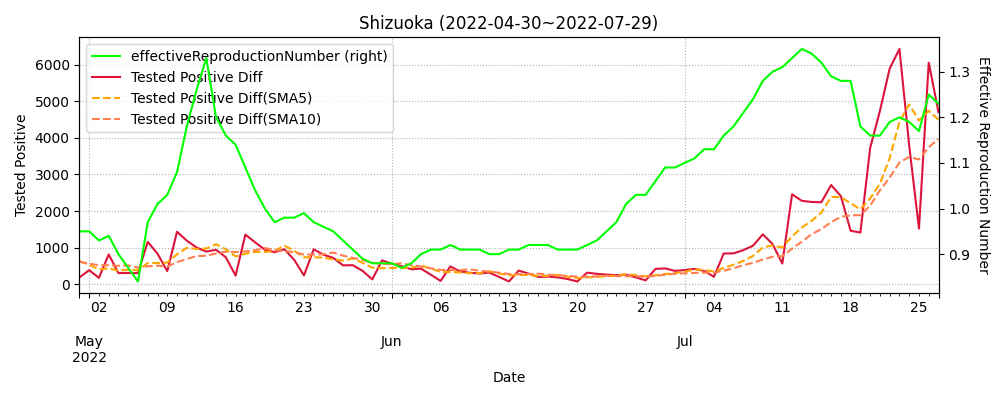 Shizuoka (2022-04-30~2022-07-29)
effectiveReproductionNumber (right)
Tested Positive Diff
Tested Positive Diff(SMA5)
Tested Positive Diff(SMA10)
Tested Positive
6000
5000
4000
3000
2000
1000
0
Effective Reproduction Number
1.3
1.2
1.1
1.0
0.9
02 09 16 23 30 06 13 20 27 04 11 18 25
May Jun Jul
2022
Date